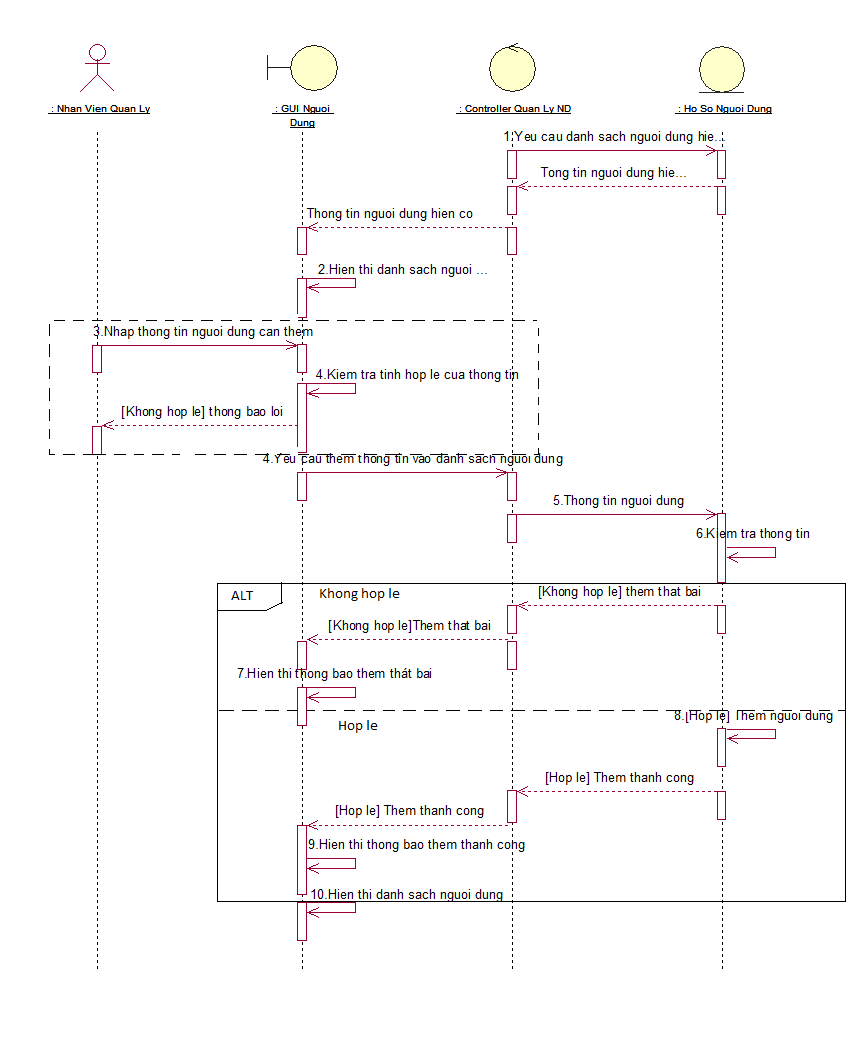 : Nhan Vien Quan Ly
: GUI Nguoi Dung
: Controller Quan Ly ND
: Ho So Nguoi Dung
1.Yeu cau danh sach nguoi dung hie...
Tong tin nguoi dung hie...
Thong tin nguoi dung hien co
2.Hien thi danh sach nguoi ...
3.Nhap thong tin nguoi dung can them
4.Kiem tra tinh hop le cua thong tin
[Khong hop le] thong bao loi
4.Yeu cau them thong tin vao danh sach nguoi dung
5.Thong tin nguoi dung
6.Kiem tra thong tin
ALT
Khong hop le
[Khong hop le] them that bai
[Khong hop le]Them that bai
7.Hien thi thong bao them thát bai
8.[Hop le] Them nguoi dung
Hop le
[Hop le] Them thanh cong
[Hop le] Them thanh cong
9.Hien thi thong bao them thanh cong
10.Hien thi danh sach nguoi dung